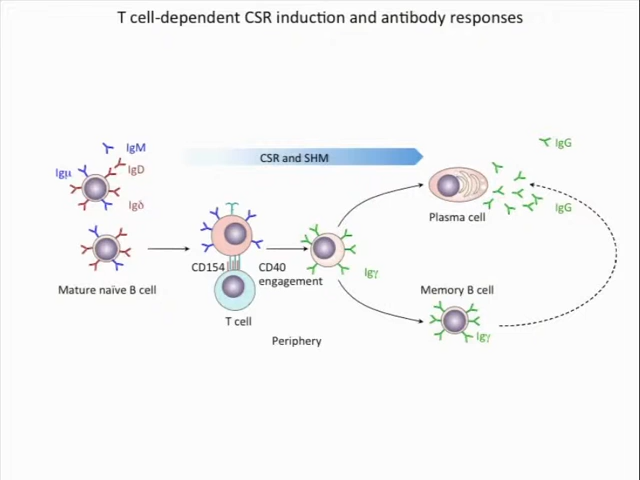 T cell-dependent CSR induction and antibody responses
IgM
IgD
Igμ
Igδ
CSR and SHM
IgG
IgG
Plasma cell
CD154
CD40
engagement
Igγ
Mature naïve B cell
T cell
Memory B cell
Igγ
Periphery